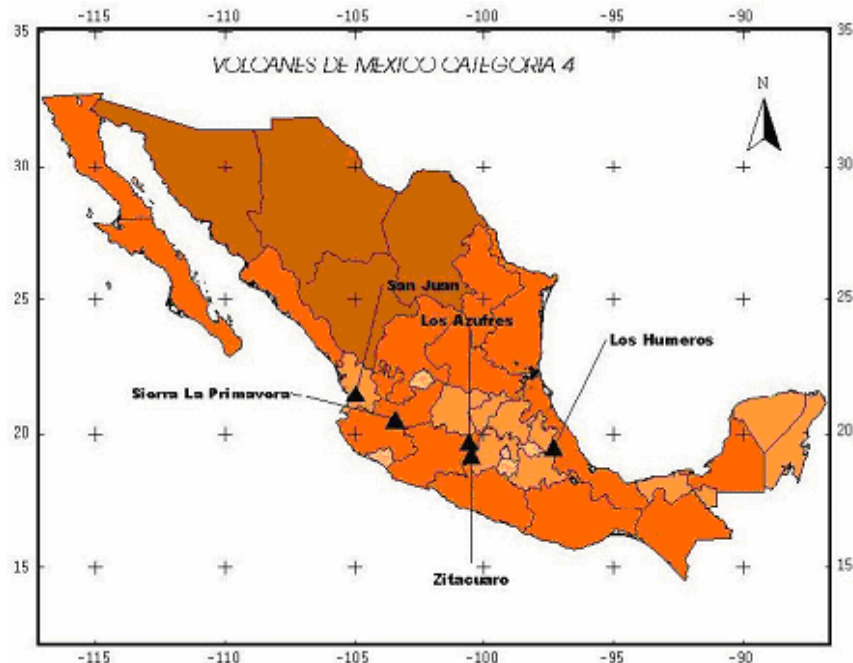 -115 -110 -105 -100 -95 -90
35 35
VOLCANES DE MEXICO CATEGORIA 4
N
30 30
San Juan
25 25
Los Azufres
Los Humeros
Sierra La Primavora
20 20
Zitacuaro
15 15
-115 -110 -105 -100 -95 -90